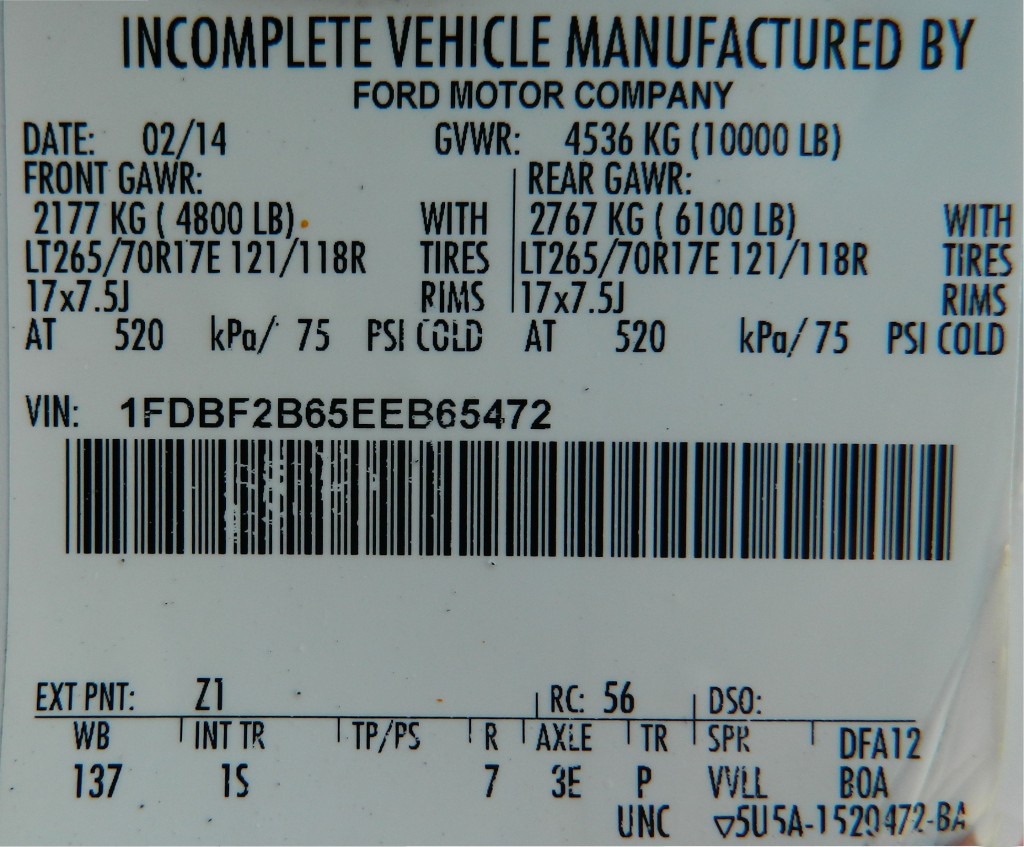 INCOMPLETE VEHICLE MANUFACTURED BY
FORD MOTOR COMPANY
DATE: 02/14 GVWR: 4536 KG (10000 LB)
FRONT GAWR: REAR GAWR:
2177 KG ( 4800 LB) WITH 2767 KG ( 6100 LB) WITH
LT265/70R17E 121/118R TIRES LT265/70R17E 121/118R TIRES
17x7.5J RIMS 17x7.5J RIMS
AT 520 kPa/ 75 PSI COLD AT 520 kPa/ 75 PSI COLD
VIN: 1FDBF2B65EEB65472
EXT PNT: Z1 RC: 56 DSO:
WB INT TR TP/PS R AXLE TR SPR DFA12
137 1S 7 3E P VVLL BOA
UNC ▽5U5A-1520472-BA